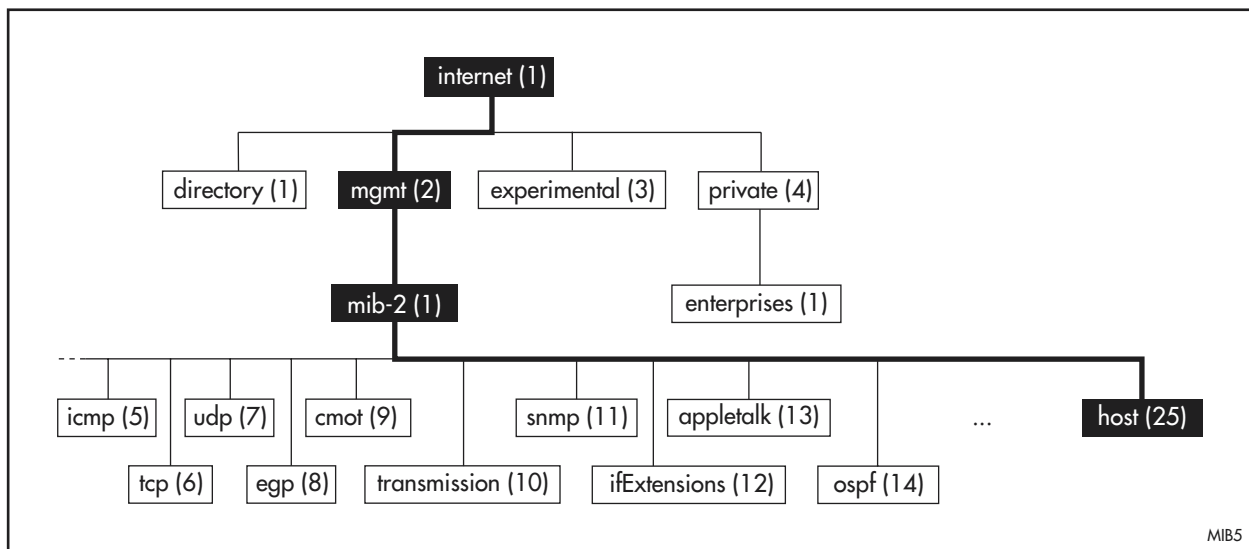 internet (1)
directory (1)
mgmt (2)
experimental (3)
private (4)
mib-2 (1)
enterprises (1)
icmp (5)
udp (7)
cmot (9)
snmp (11)
appletalk (13)
...
host (25)
tcp (6)
egp (8)
transmission (10)
ifExtensions (12)
ospf (14)
MIB5